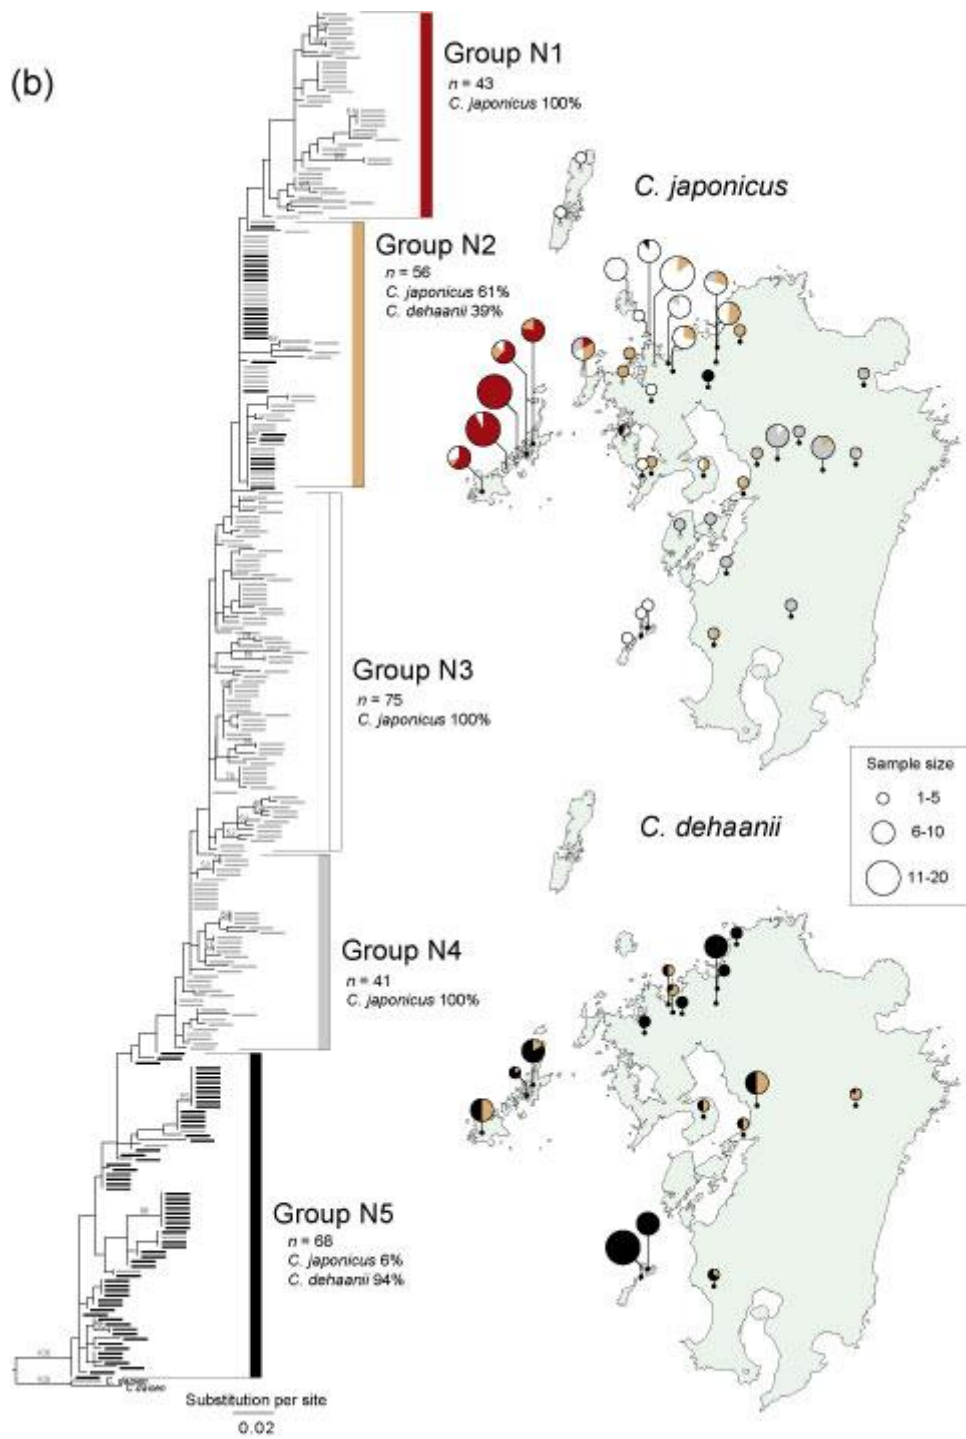 (b)
Group N1
n = 43
C. japonicus 100%
Group N2
n = 56
C. japonicus 61%
C. dehaanii 39%
Group N3
n = 75
C. japonicus 100%
Group N4
n = 41
C. japonicus 100%
Group N5
n = 68
C. japonicus 6%
C. dehaanii 94%
Substitution per site
0.02
C. japonicus
Sample size
1-5
6-10
11-20
C. dehaanii